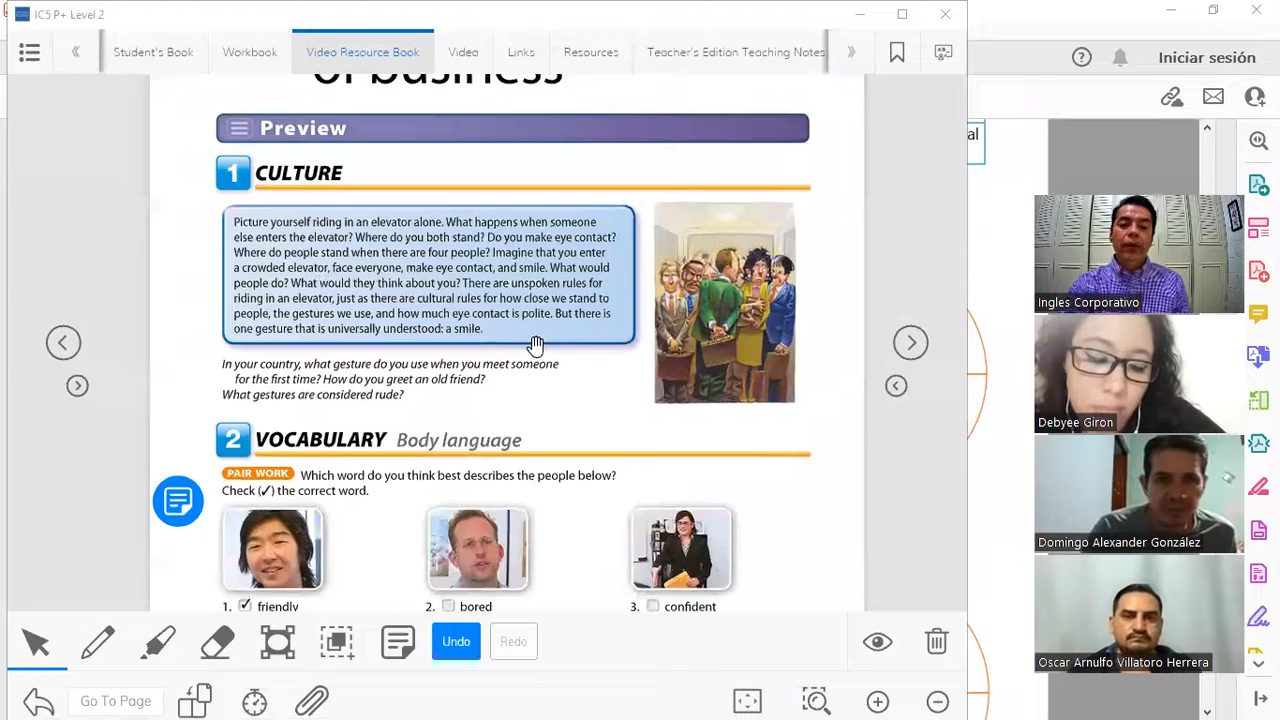 IC5 P+ Level 2
Student's Book
Workbook
Video Resource Book
Video
Links
Resources
Teacher's Edition Teaching Notes
Iniciar sesión
of business
Preview
1 CULTURE
Picture yourself riding in an elevator alone. What happens when someone
else enters the elevator? Where do you both stand? Do you make eye contact?
Where do people stand when there are four people? Imagine that you enter
a crowded elevator, face everyone, make eye contact, and smile. What would
people do? What would they think about you? There are unspoken rules for
riding in an elevator, just as there are cultural rules for how close we stand to
people, the gestures we use, and how much eye contact is polite. But there is
one gesture that is universally understood: a smile.
In your country, what gesture do you use when you meet someone
for the first time? How do you greet an old friend?
What gestures are considered rude?
2 VOCABULARY Body language
PAIR WORK Which word do you think best describes the people below?
Check (✓) the correct word.
1. ✓ friendly
2. bored
3. confident
Undo
Redo
Go To Page
al
Ingles Corporativo
Debyee Giron
Domingo Alexander González
Oscar Arnulfo Villatoro Herrera